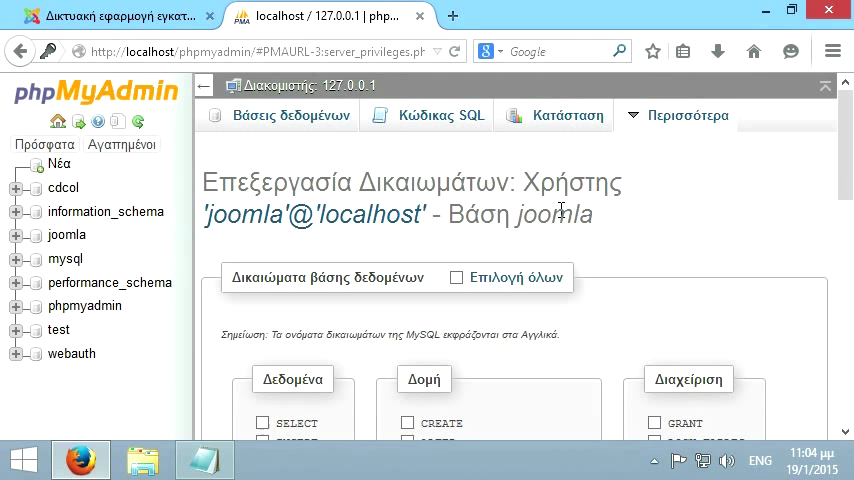 Δικτυακή εφαρμογή εγκατ...
localhost / 127.0.0.1 | php...
http://localhost/phpmyadmin/#PMAURL-3:server_privileges.ph
Google
phpMyAdmin
Πρόσφατα Αγαπημένοι
Νέα
cdcol
information_schema
joomla
mysql
performance_schema
phpmyadmin
test
webauth
Διακομιστής: 127.0.0.1
Βάσεις δεδομένων
Κώδικας SQL
Κατάσταση
Περισσότερα
Επεξεργασία Δικαιωμάτων: Χρήστης
'joomla'@'localhost' - Βάση joomla
Δικαιώματα βάσης δεδομένων
Επιλογή όλων
Σημείωση: Τα ονόματα δικαιωμάτων της MySQL εκφράζονται στα Αγγλικά.
Δεδομένα
Δομή
Διαχείριση
SELECT
CREATE
GRANT
ENG
11:04 μμ
19/1/2015